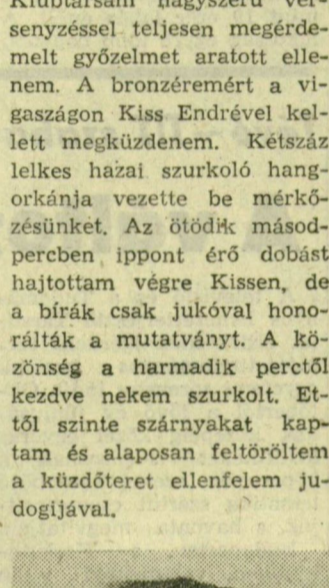 Klubtársam nagyszerű ver-
senyzéssel teljesen megérde-
melt győzelmet aratott elle-
nem. A bronzéremért a vi-
gaszágon Kiss Endrével kel-
lett megküzdenem. Kétszáz
lelkes hazai szurkoló hang-
orkánja vezette be mérkő-
zésünket. Az ötödik másod-
percben ippont érő dobást
hajtottam végre Kissen, de
a bírák csak jukóval hono-
rálták a mutatványt. A kö-
zönség a harmadik perctől
kezdve nekem szurkolt. Et-
től szinte szárnyakat kap-
tam és alaposan feltöröltem
a küzdőteret ellenfelem ju-
dogijával.